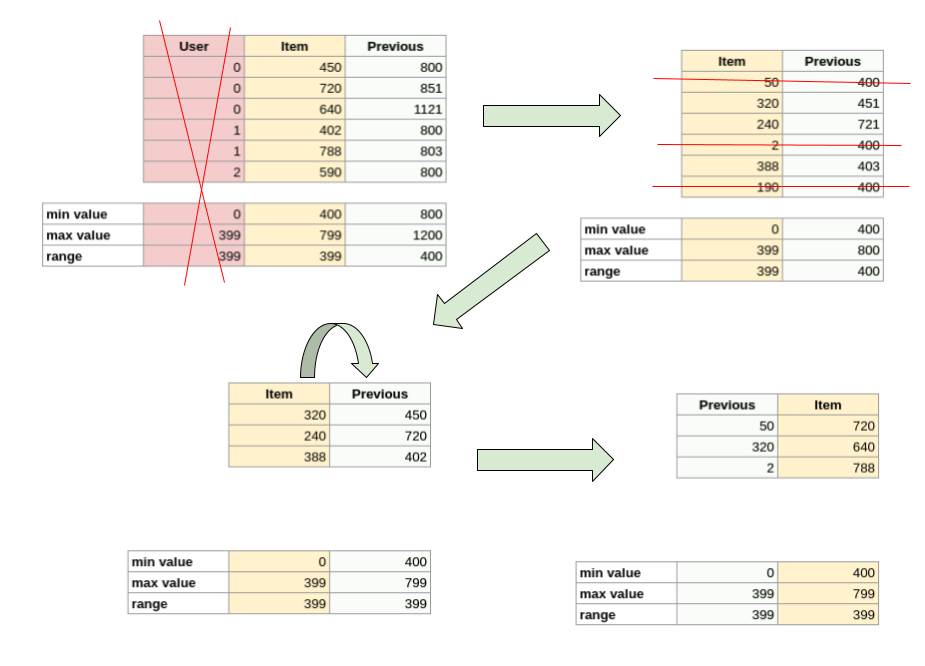 User Item Previous
0 450 800
0 720 851
0 640 1121
1 402 800
1 788 803
2 590 800
min value 0 400 800
max value 399 799 1200
range 399 399 400
Item Previous
50 400
320 451
240 721
2 400
388 403
190 400
min value 0 400
max value 399 800
range 399 400
Item Previous
320 450
240 720
388 402
min value 0 400
max value 399 799
range 399 399
Previous Item
50 720
320 640
2 788
min value 0 400
max value 399 799
range 399 399